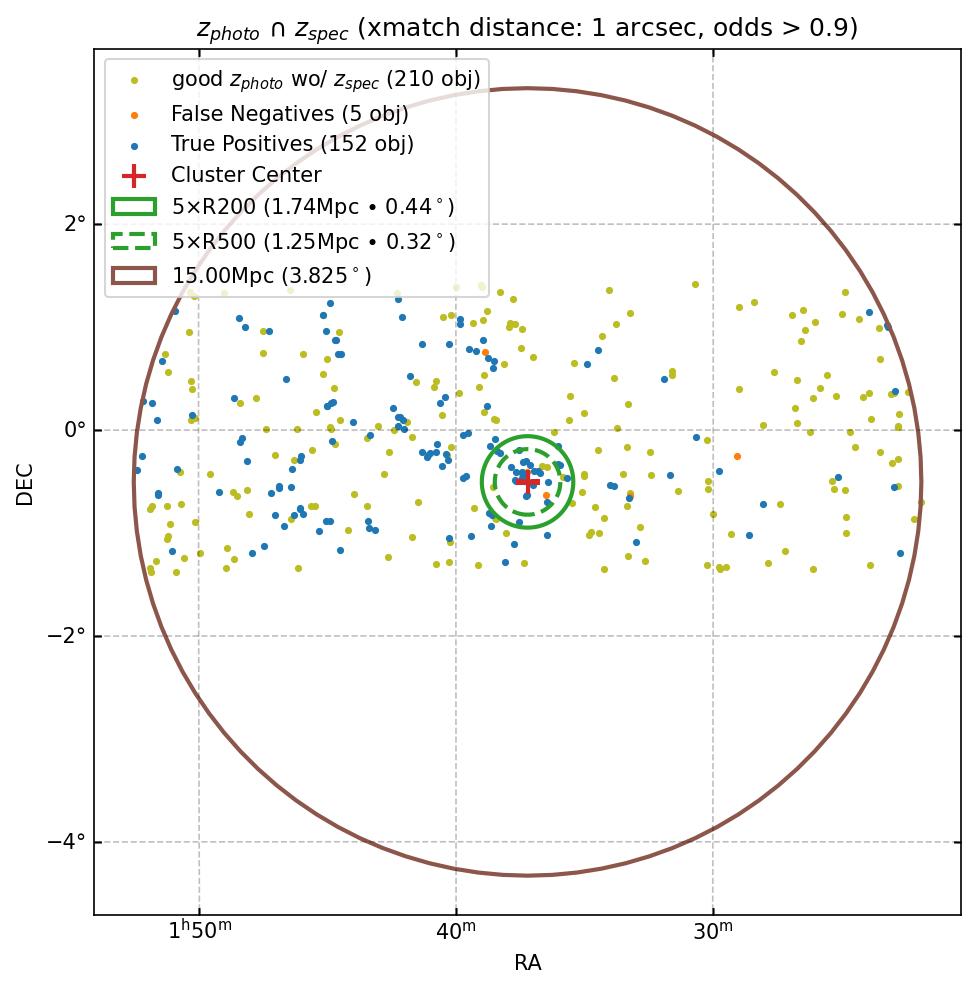 z_photo ∩ z_spec (xmatch distance: 1 arcsec, odds > 0.9)
good z_photo wo/ z_spec (210 obj)
False Negatives (5 obj)
True Positives (152 obj)
Cluster Center
5×R200 (1.74Mpc • 0.44°)
5×R500 (1.25Mpc • 0.32°)
15.00Mpc (3.825°)
2°
0°
−2°
−4°
DEC
1ʰ50ᵐ 40ᵐ 30ᵐ
RA